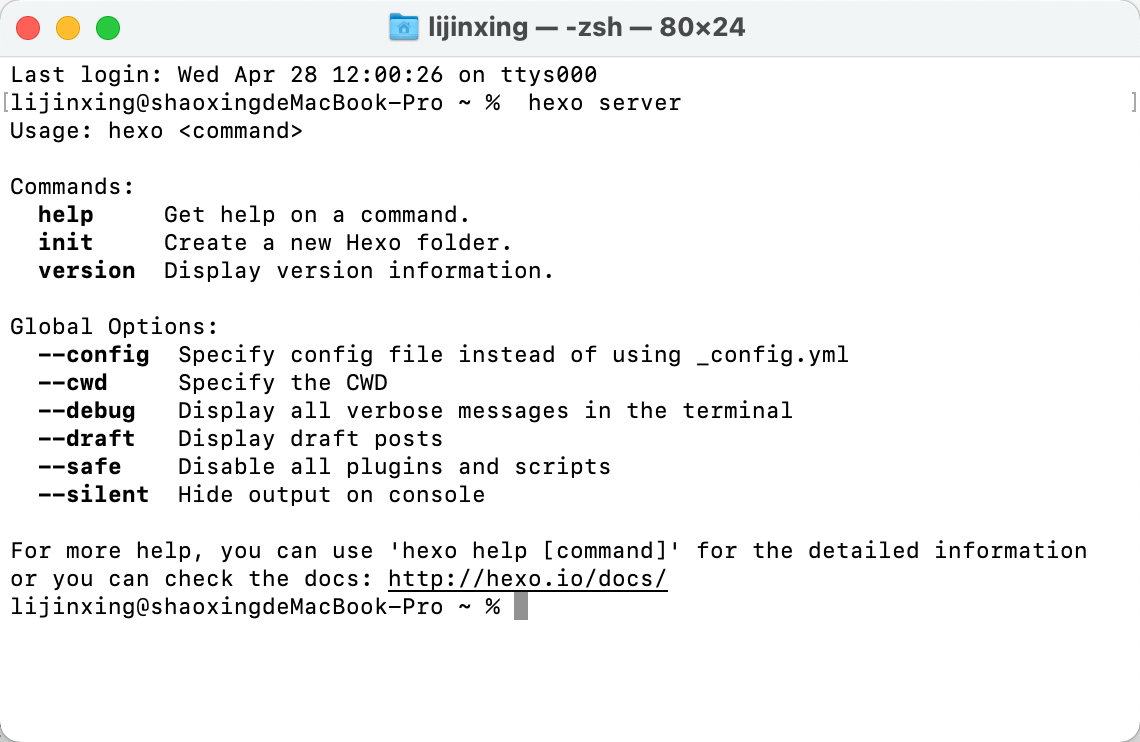 lijinxing — -zsh — 80×24
Last login: Wed Apr 28 12:00:26 on ttys000
[lijinxing@shaoxingdeMacBook-Pro ~ %  hexo server ]
Usage: hexo <command>
Commands:
  help     Get help on a command.
  init     Create a new Hexo folder.
  version  Display version information.
Global Options:
  --config  Specify config file instead of using _config.yml
  --cwd     Specify the CWD
  --debug   Display all verbose messages in the terminal
  --draft   Display draft posts
  --safe    Disable all plugins and scripts
  --silent  Hide output on console
For more help, you can use 'hexo help [command]' for the detailed information
or you can check the docs: http://hexo.io/docs/
lijinxing@shaoxingdeMacBook-Pro ~ %